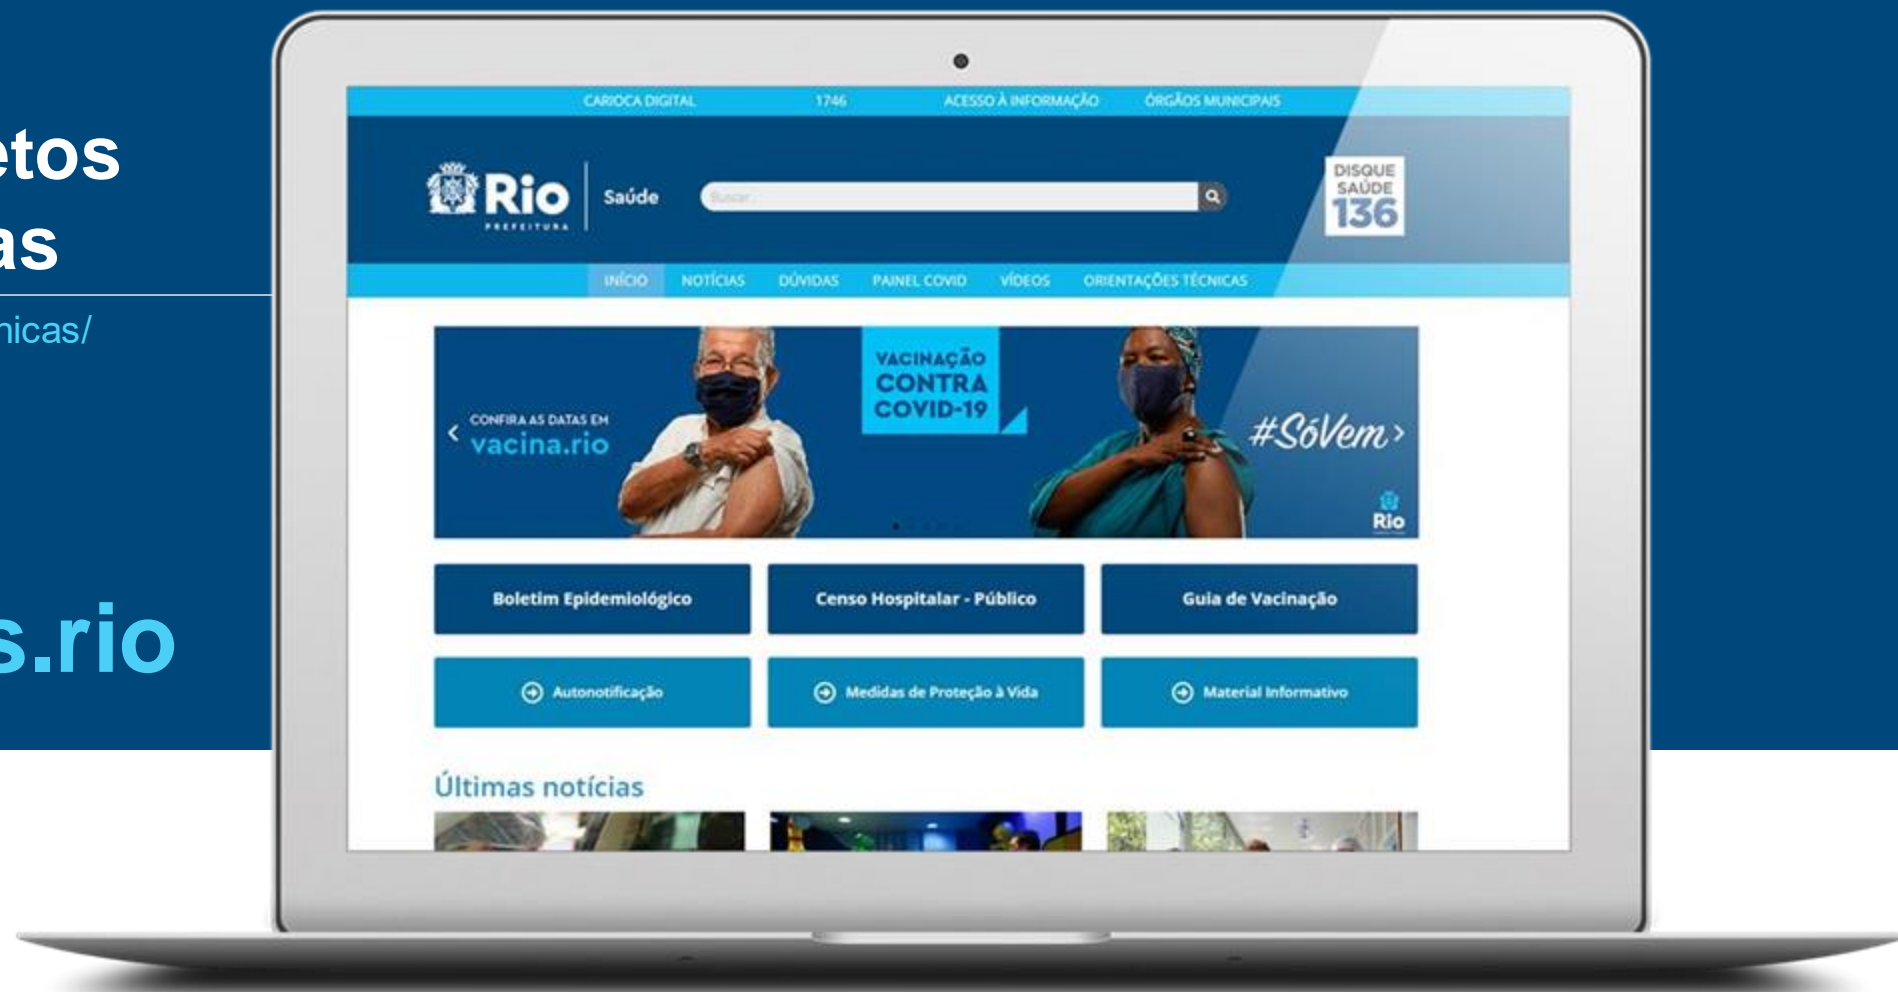 etos
as
nicas/
s.rio
CARIOCA DIGITAL 1746 ACESSO À INFORMAÇÃO ÓRGÃOS MUNICIPAIS
Rio
PREFEITURA
Saúde
Buscar...
DISQUE
SAÚDE
136
INÍCIO NOTÍCIAS DÚVIDAS PAINEL COVID VÍDEOS ORIENTAÇÕES TÉCNICAS
CONFIRA AS DATAS EM
vacina.rio
VACINAÇÃO
CONTRA
COVID-19
#SóVem
Rio
Boletim Epidemiológico Censo Hospitalar - Público Guia de Vacinação
Autonotificação Medidas de Proteção à Vida Material Informativo
Últimas notícias